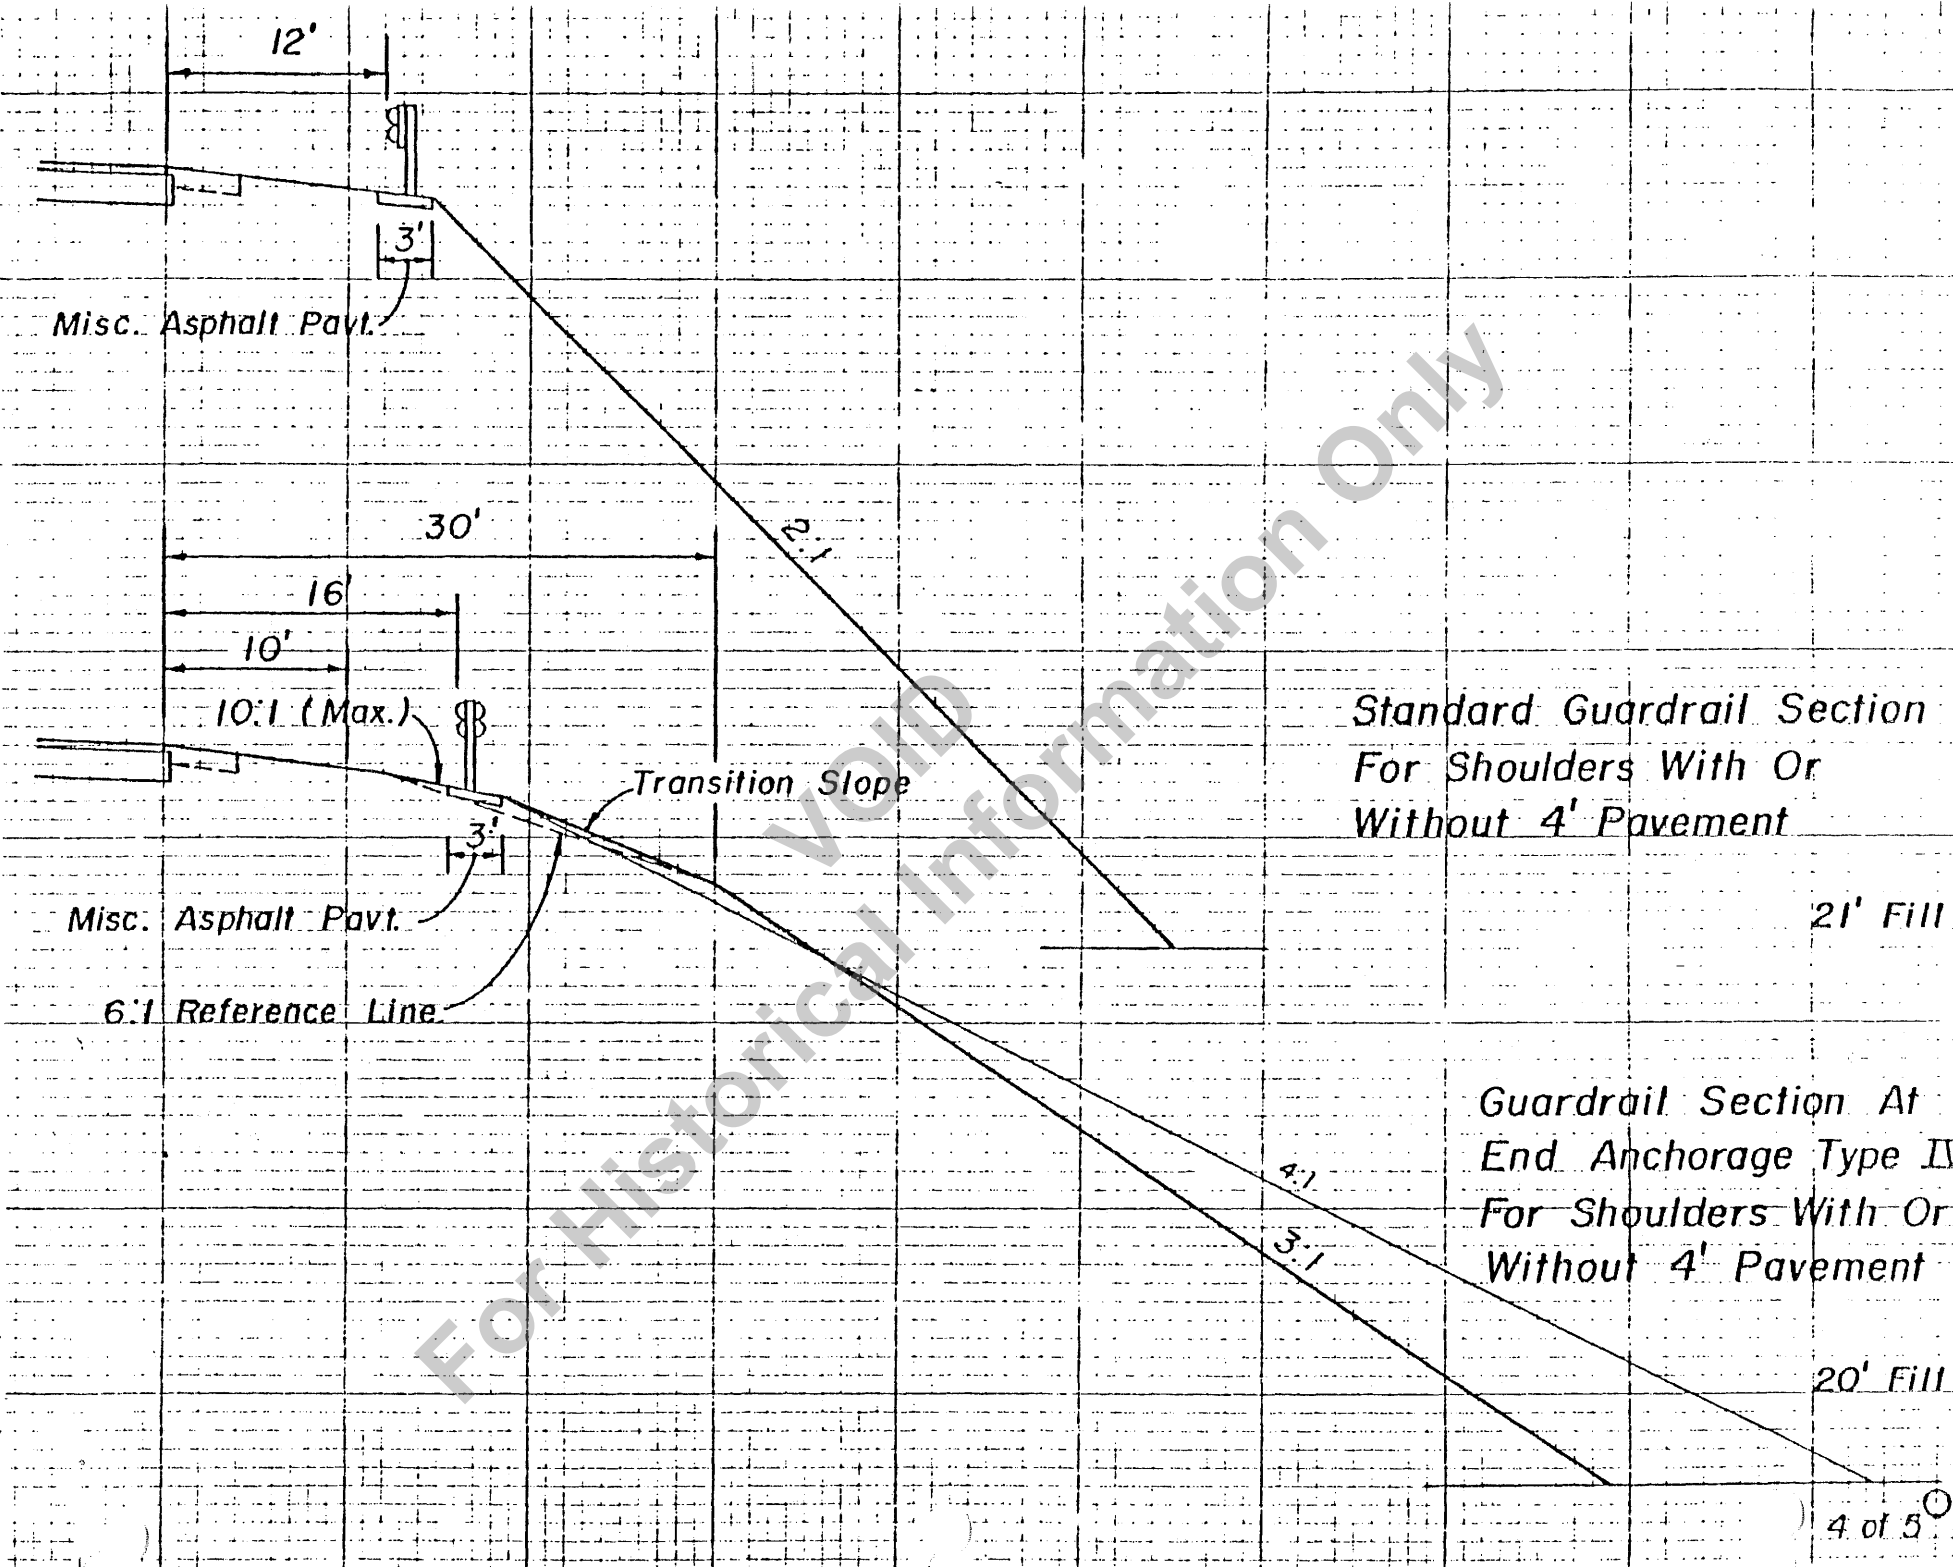 12'
3'
Misc. Asphalt Pavt.
2:1
30'
16'
10'
10:1 (Max.)
Transition Slope
3'
Misc. Asphalt Pavt.
6:1 Reference Line
Standard Guardrail Section
For Shoulders With Or
Without 4' Pavement
21' Fill
4:1
3:1
Guardrail Section At
End Anchorage Type IV
For Shoulders With Or
Without 4' Pavement
20' Fill
4 of 5
VOID
For Historical Information Only